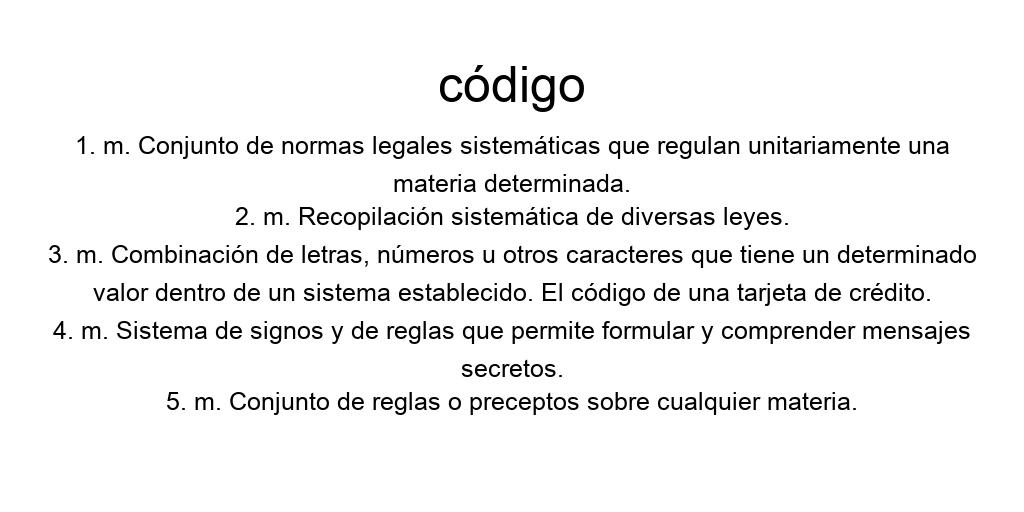 código
1. m. Conjunto de normas legales sistemáticas que regulan unitariamente una
materia determinada.
2. m. Recopilación sistemática de diversas leyes.
3. m. Combinación de letras, números u otros caracteres que tiene un determinado
valor dentro de un sistema establecido. El código de una tarjeta de crédito.
4. m. Sistema de signos y de reglas que permite formular y comprender mensajes
secretos.
5. m. Conjunto de reglas o preceptos sobre cualquier materia.